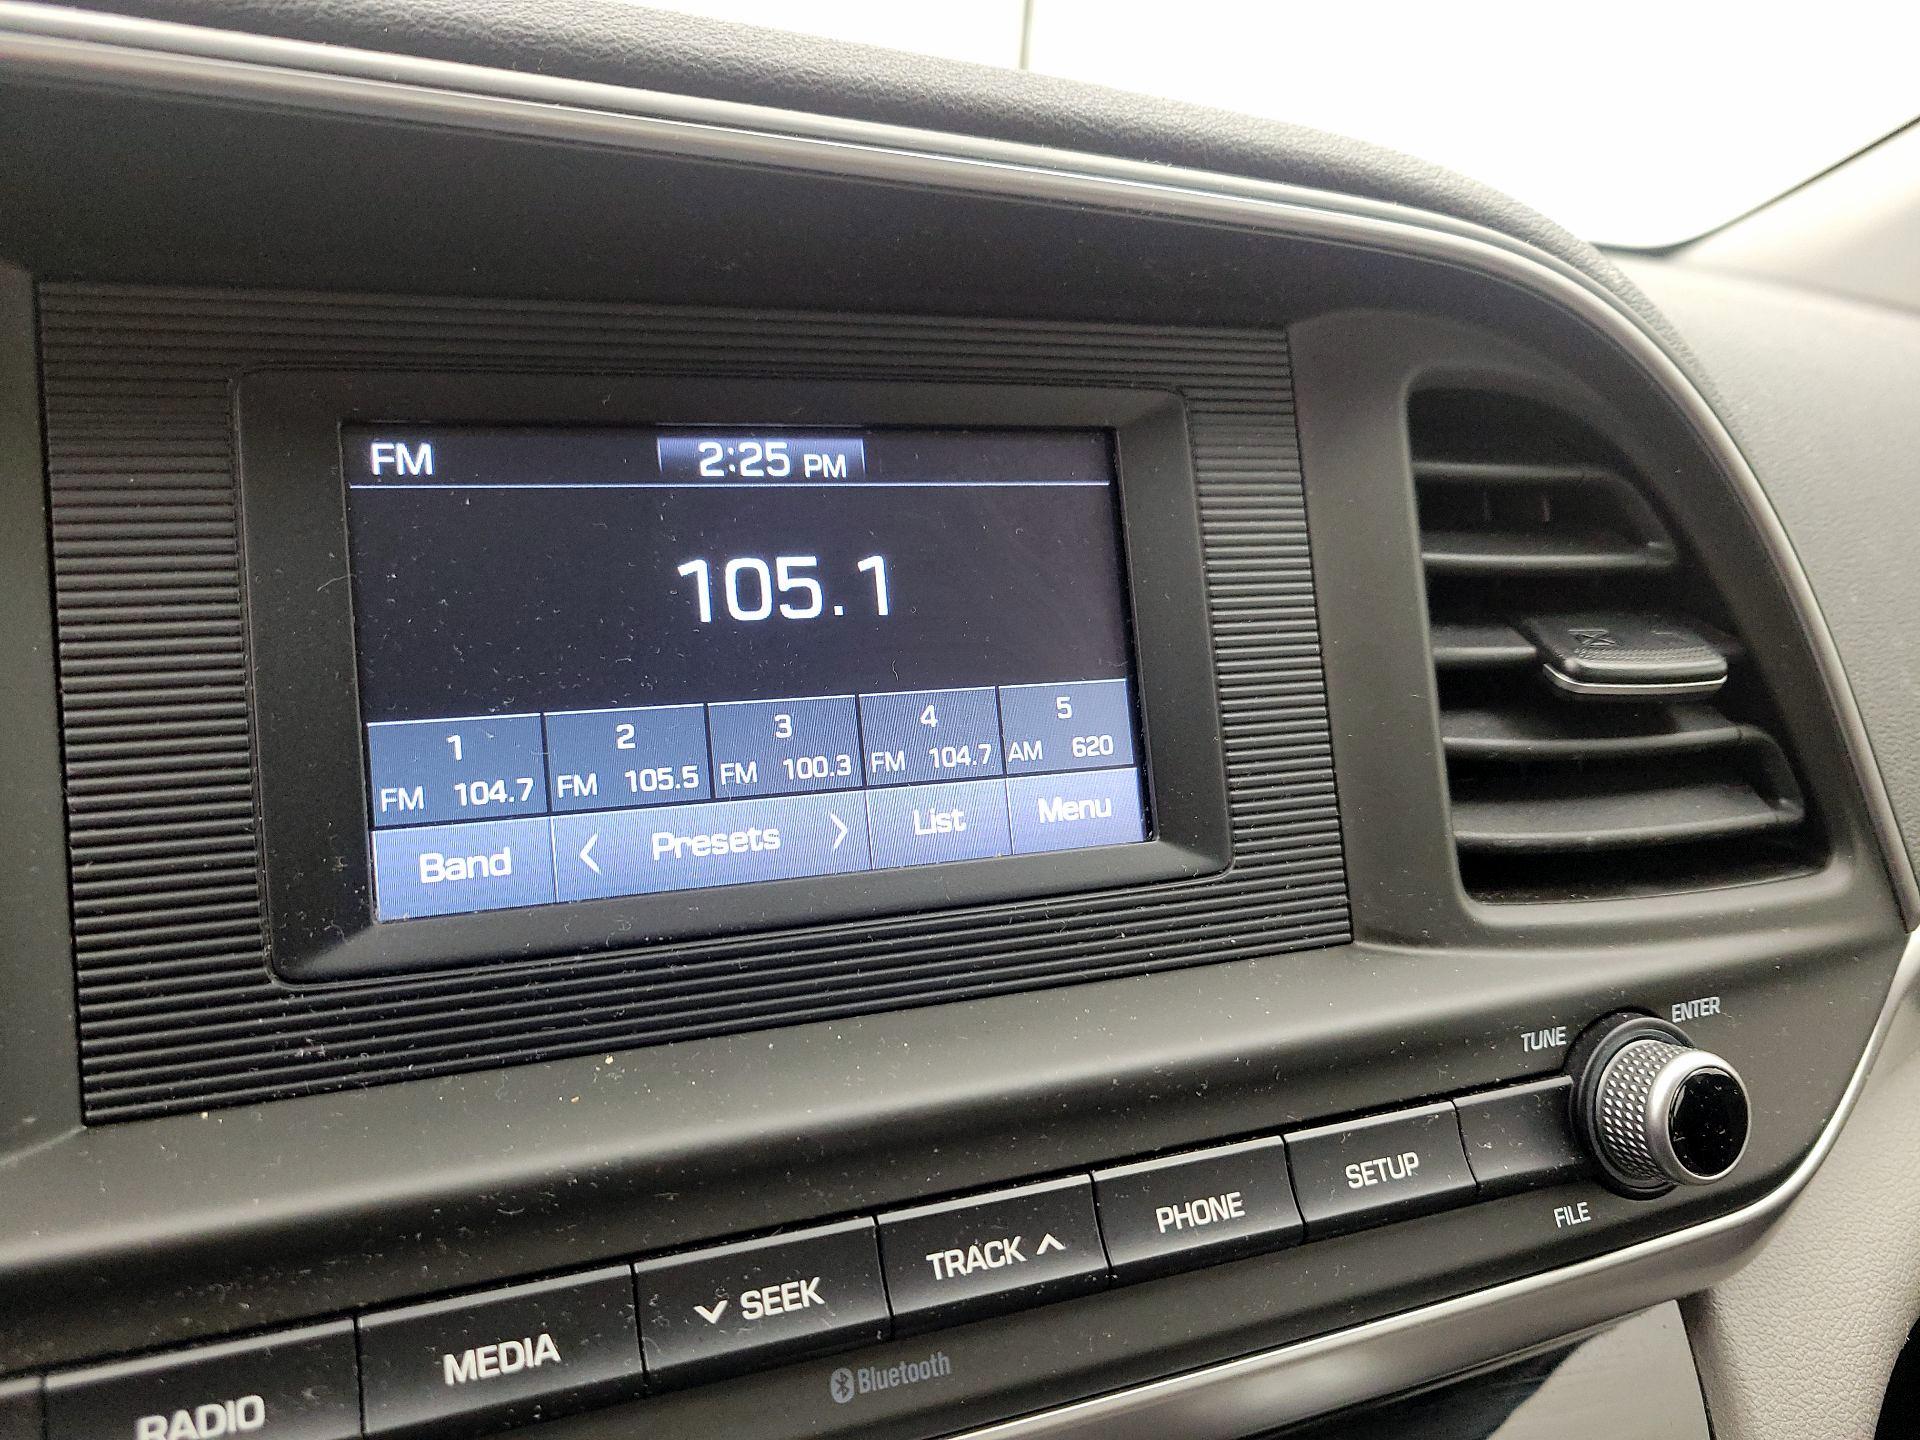 FM 2:25 PM
105.1
1 2 3 4 5
FM 104.7 FM 105.5 FM 100.3 FM 104.7 AM 620
Band < Presets > List Menu
TUNE ENTER
FILE
RADIO MEDIA ∨ SEEK TRACK ∧ PHONE SETUP
Bluetooth